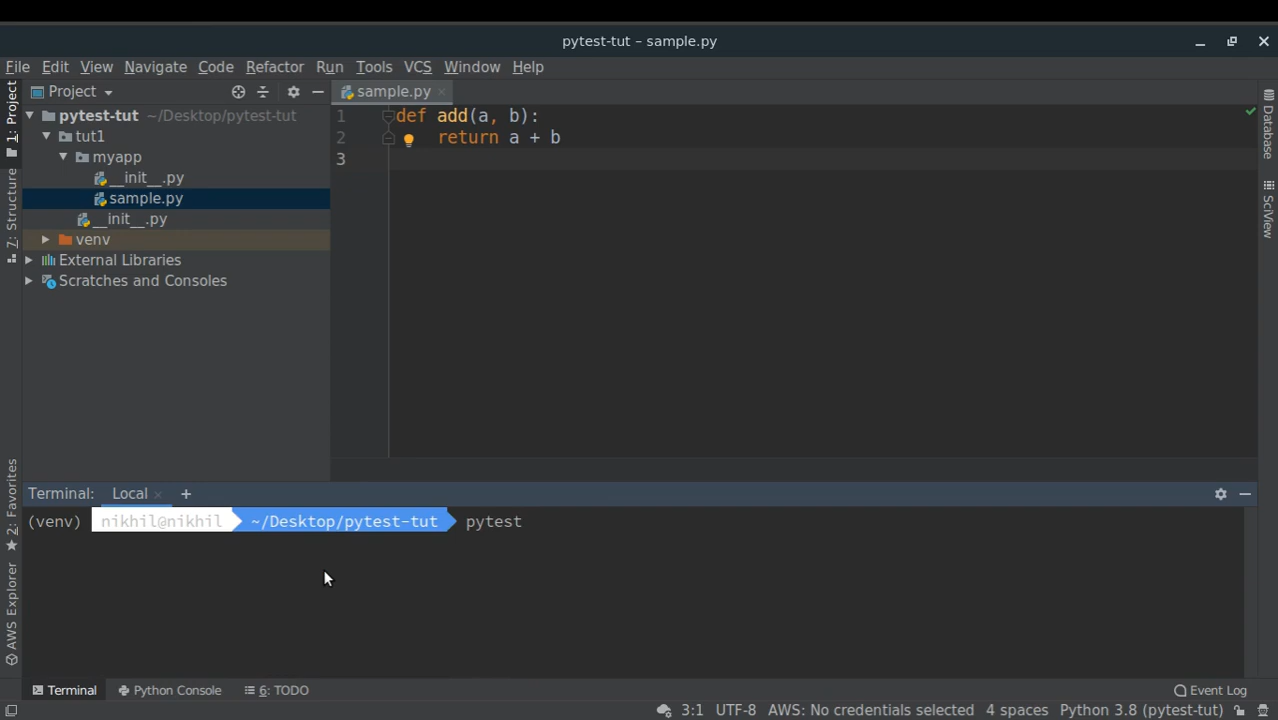 pytest-tut – sample.py
File Edit View Navigate Code Refactor Run Tools VCS Window Help
Project
sample.py
1: Project
7: Structure
2: Favorites
AWS Explorer
pytest-tut ~/Desktop/pytest-tut
tut1
myapp
__init__.py
sample.py
__init__.py
venv
External Libraries
Scratches and Consoles
1 def add(a, b):
2 return a + b
3
Database
SciView
Terminal: Local +
(venv) nikhil@nikhil ~/Desktop/pytest-tut pytest
Terminal Python Console 6: TODO Event Log
3:1 UTF-8 AWS: No credentials selected 4 spaces Python 3.8 (pytest-tut)